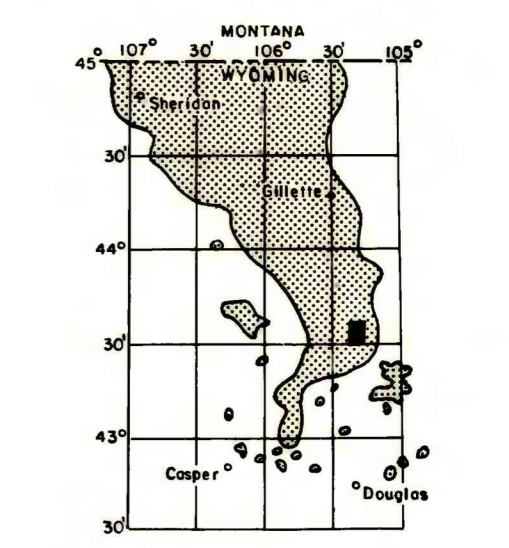 MONTANA
45° 107° 30' 106° 30' 105°
WYOMING
Sheridan
30'
Gillette
44°
30'
43°
Casper
Douglas
30'